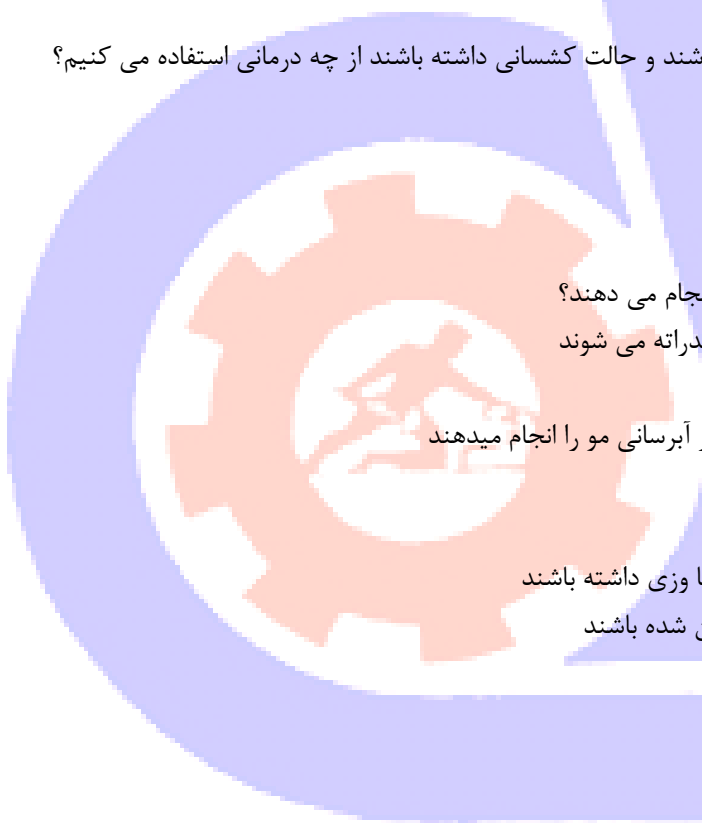 شند و حالت کشسانی داشته باشند از چه درمانی استفاده می کنیم؟
جام می دهند؟
دراته می شوند
آبرسانی مو را انجام میدهند
ا وزی داشته باشند
شده باشند